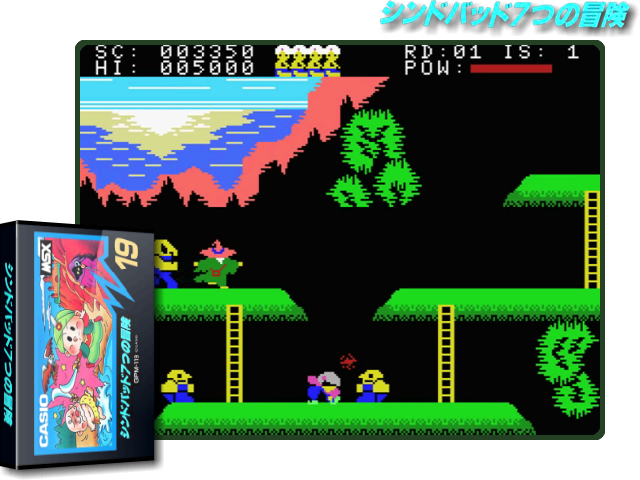 シンドバッド7つの冒険
SC: 003350
HI: 005000
RD:01 IS: 1
POW:
シンドバッド7つの冒険
MSX
19
シンドバッド7つの冒険
GPM-119
CASIO